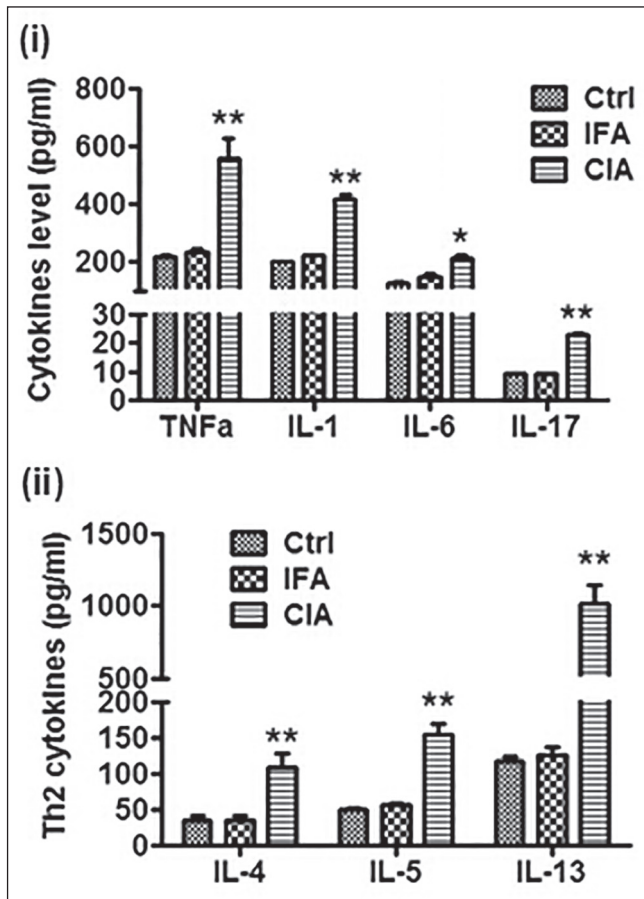 (i)
Cytokines level (pg/ml)
800
600
400
200
30
20
10
0
**
**
*
**
Ctrl
IFA
CIA
TNFa IL-1 IL-6 IL-17
(ii)
Th2 cytokines (pg/ml)
1500
1000
500
200
150
100
50
0
Ctrl
IFA
CIA
**
**
**
IL-4 IL-5 IL-13